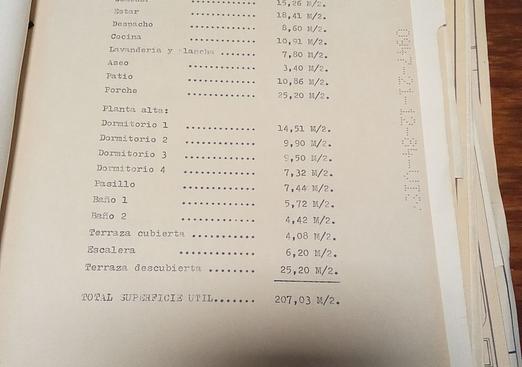 15,26 M/2.
Estar ............ 18,41 M/2.
Despacho ............ 8,60 M/2.
Cocina ............ 10,91 M/2.
Lavanderia y plancha ........ 7,80 M/2.
Aseo ............ 3,40 M/2.
Patio ............ 10,86 M/2.
Porche ............ 25,20 M/2.
Planta alta:
Dormitorio 1 ............ 14,51 M/2.
Dormitorio 2 ............ 9,90 M/2.
Dormitorio 3 ............ 9,50 M/2.
Dormitorio 4 ............ 7,32 M/2.
Pasillo ............ 7,44 M/2.
Baño 1 ............ 5,72 M/2.
Baño 2 ............ 4,42 M/2.
Terraza cubierta ........... 4,08 M/2.
Escalera ............ 6,20 M/2.
Terraza descubierta ........ 25,20 M/2.
TOTAL SUPERFICIE UTIL....... 207,03 M/2.